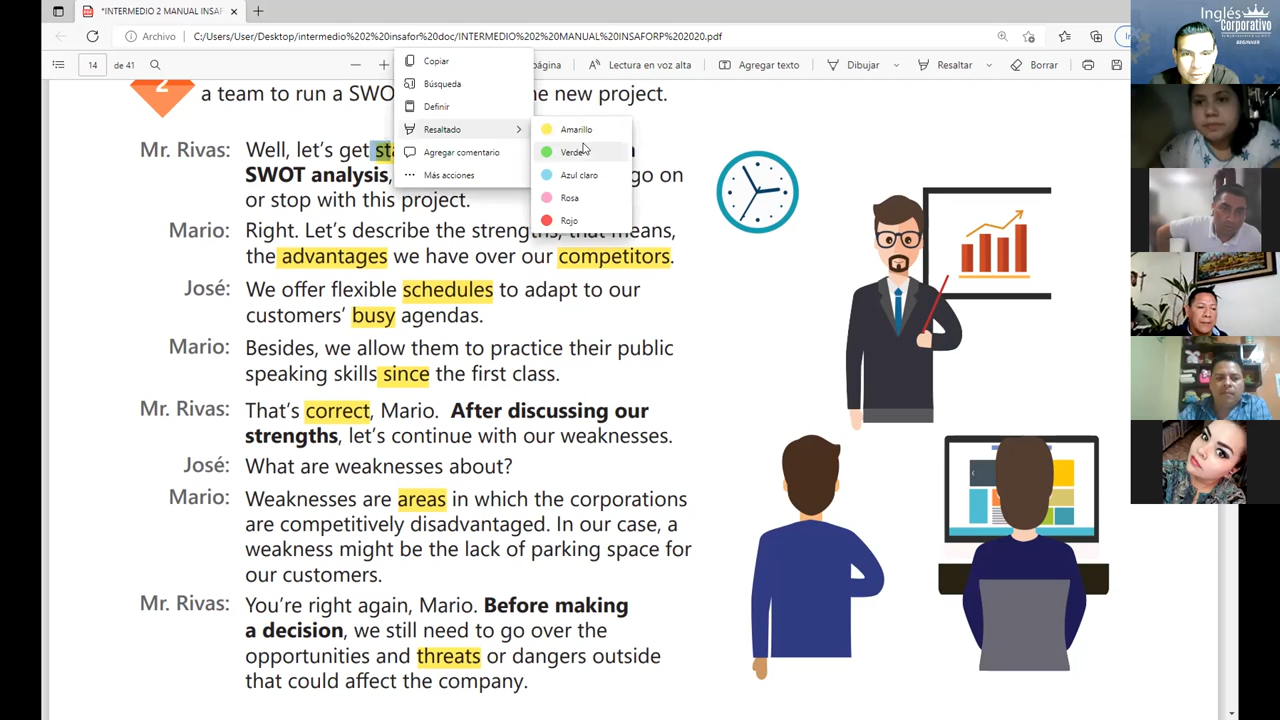 *INTERMEDIO 2 MANUAL INSAF
Archivo
C:/Users/User/Desktop/intermedio%202%20insafor%20doc/INTERMEDIO%202%20MANUAL%20INSAFORP%202020.pdf
14 de 41
página
Lectura en voz alta
Agregar texto
Dibujar
Resaltar
Borrar
Copiar
Búsqueda
Definir
Resaltado
Agregar comentario
Más acciones
Amarillo
Verde
Azul claro
Rosa
Rojo
2
a team to run a SWO e new project.
Mr. Rivas: Well, let's get sta
SWOT analysis, go on
or stop with this project.
Mario: Right. Let's describe the strengths, that means,
the advantages we have over our competitors.
José: We offer flexible schedules to adapt to our
customers' busy agendas.
Mario: Besides, we allow them to practice their public
speaking skills since the first class.
Mr. Rivas: That's correct, Mario. After discussing our
strengths, let's continue with our weaknesses.
José: What are weaknesses about?
Mario: Weaknesses are areas in which the corporations
are competitively disadvantaged. In our case, a
weakness might be the lack of parking space for
our customers.
Mr. Rivas: You're right again, Mario. Before making
a decision, we still need to go over the
opportunities and threats or dangers outside
that could affect the company.
Inglés
Corporativo
BEGINNER